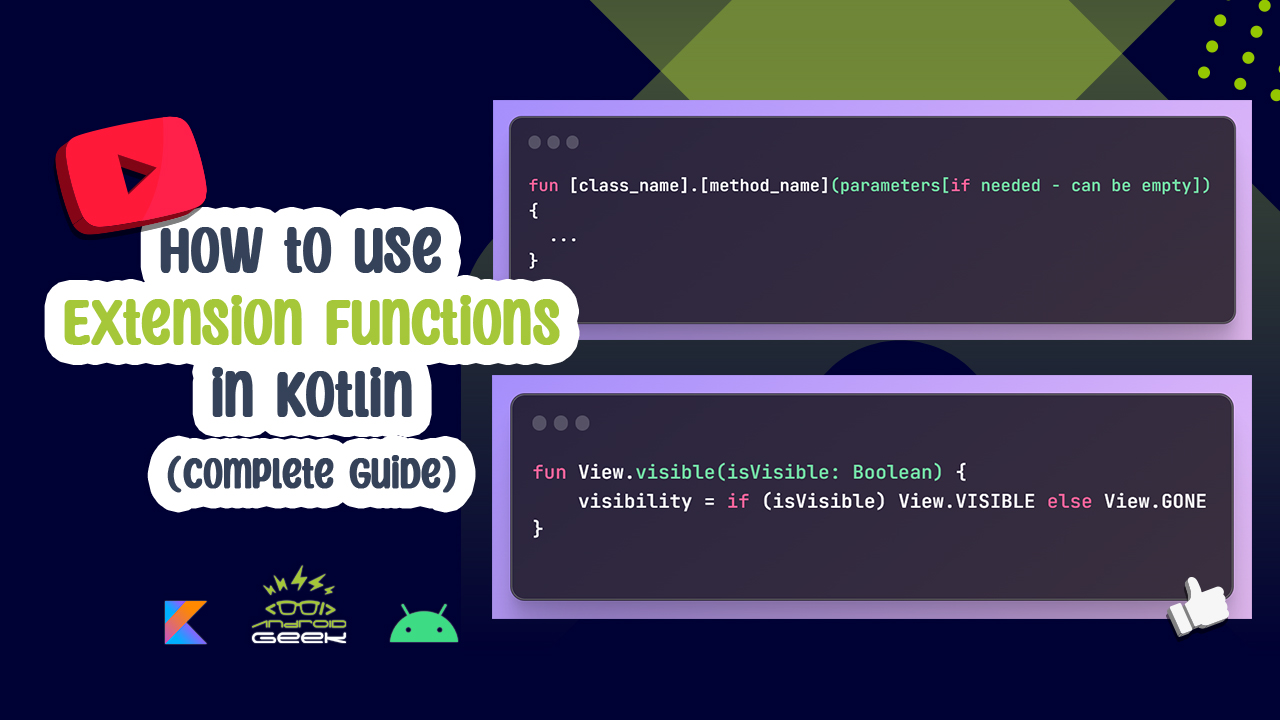 How to use
Extension Functions
in Kotlin
(Complete Guide)
ANDROID
GEEK
fun [class_name].[method_name](parameters[if needed - can be empty])
{
  ...
}
fun View.visible(isVisible: Boolean) {
    visibility = if (isVisible) View.VISIBLE else View.GONE
}